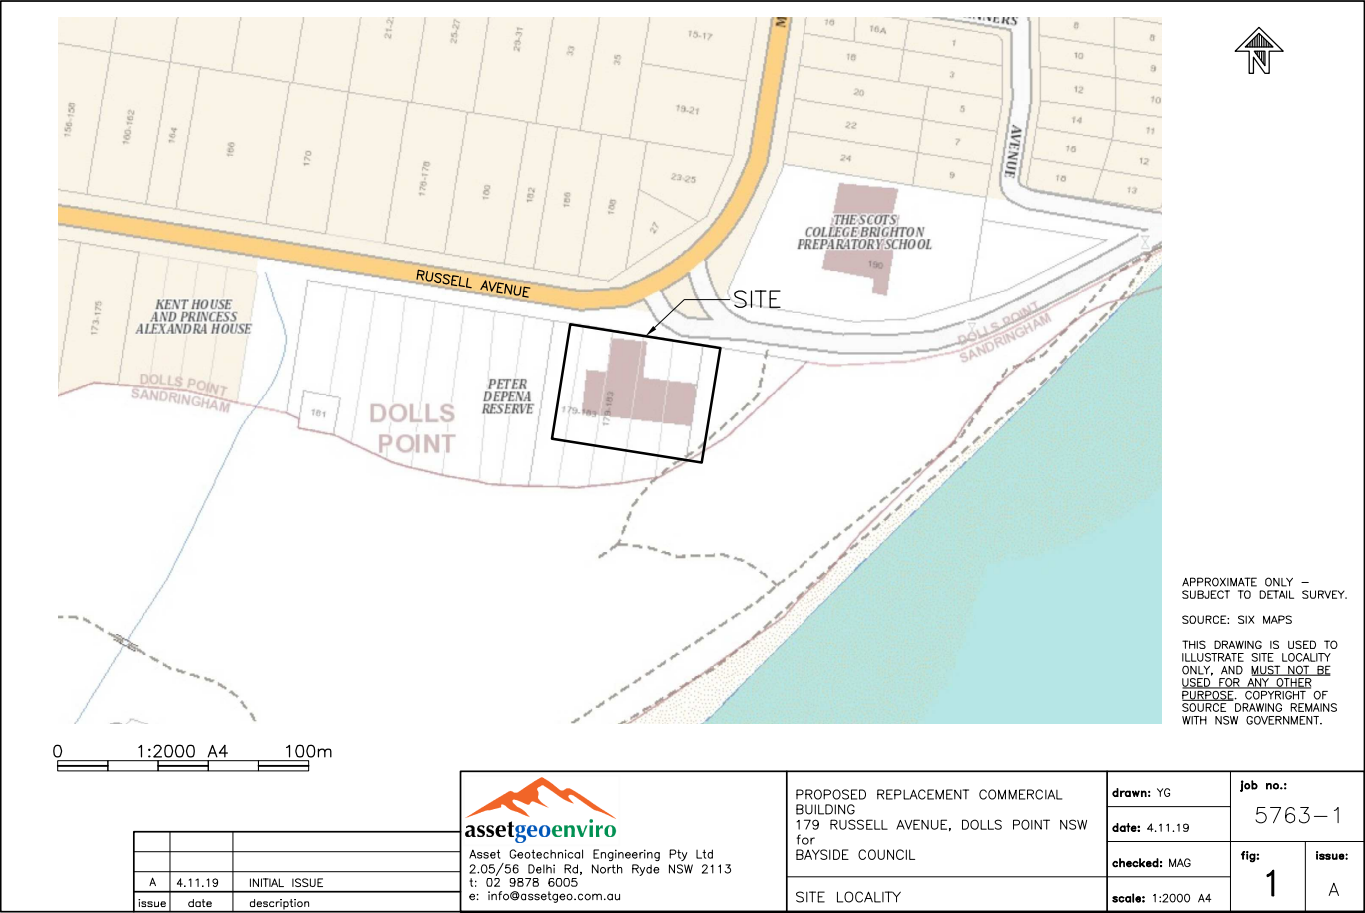 21-2
25-27
29-31
33
35
15-17
M
NNERS
16
16A
1
18
3
20
5
22
7
24
9
8
8
10
9
12
10
14
11
16
12
18
13
AVENUE
N
156-158
160-162
164
166
170
176-178
180
182
186
188
19-21
23-25
27
THE SCOTS
COLLEGE BRIGHTON
PREPARATORY SCHOOL
190
RUSSELL AVENUE
SITE
173-175
KENT HOUSE
AND PRINCESS
ALEXANDRA HOUSE
DOLLS POINT
SANDRINGHAM
DOLLS POINT
SANDRINGHAM
181
DOLLS
POINT
PETER
DEPENA
RESERVE
179-183
179-183
APPROXIMATE ONLY –
SUBJECT TO DETAIL SURVEY.
SOURCE: SIX MAPS
THIS DRAWING IS USED TO
ILLUSTRATE SITE LOCALITY
ONLY, AND MUST NOT BE
USED FOR ANY OTHER
PURPOSE. COPYRIGHT OF
SOURCE DRAWING REMAINS
WITH NSW GOVERNMENT.
0 1:2000 A4 100m
A 4.11.19 INITIAL ISSUE
issue date description
assetgeoenviro
Asset Geotechnical Engineering Pty Ltd
2.05/56 Delhi Rd, North Ryde NSW 2113
t: 02 9878 6005
e: info@assetgeo.com.au
PROPOSED REPLACEMENT COMMERCIAL
BUILDING
179 RUSSELL AVENUE, DOLLS POINT NSW
for
BAYSIDE COUNCIL
SITE LOCALITY
drawn: YG
date: 4.11.19
checked: MAG
scale: 1:2000 A4
job no.:
5763–1
fig:
1
issue:
A